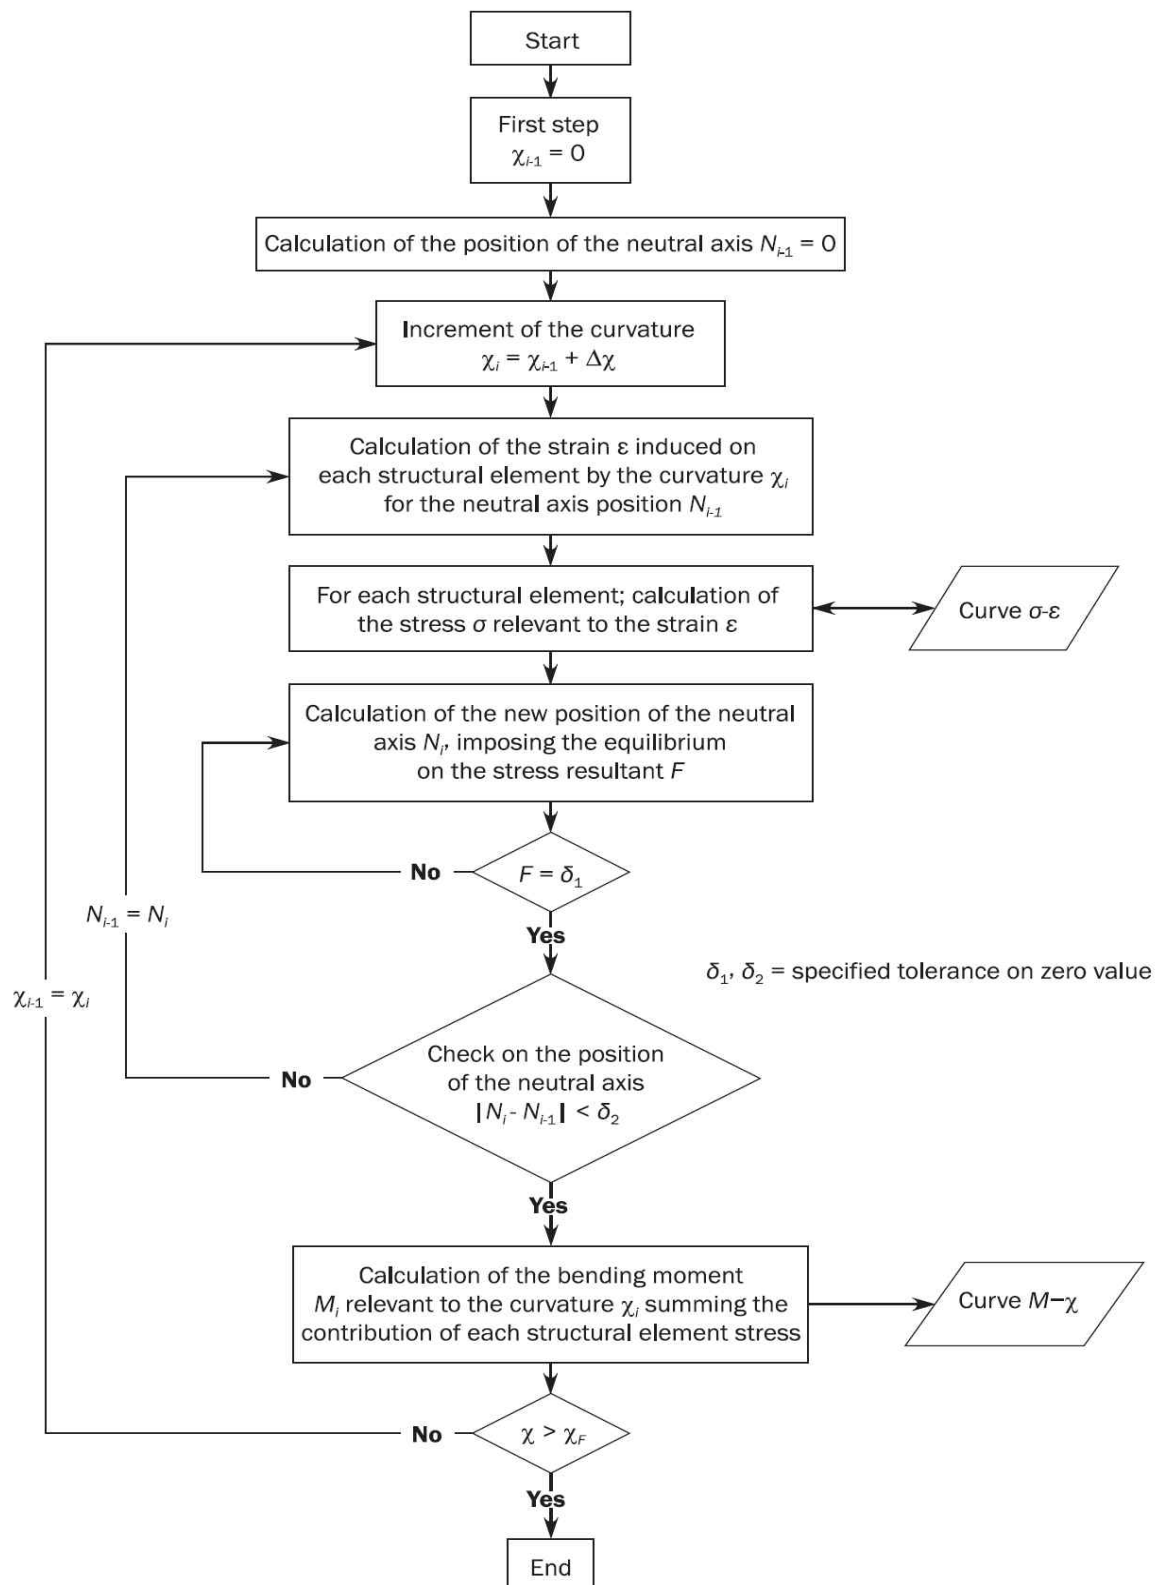 Start
First step
χi-1 = 0
Calculation of the position of the neutral axis Ni-1 = 0
Increment of the curvature
χi = χi-1 + Δχ
Calculation of the strain ε induced on
each structural element by the curvature χi
for the neutral axis position Ni-1
For each structural element; calculation of
the stress σ relevant to the strain ε
Curve σ-ε
Calculation of the new position of the neutral
axis Ni, imposing the equilibrium
on the stress resultant F
No
F = δ1
Ni-1 = Ni
Yes
δ1, δ2 = specified tolerance on zero value
χi-1 = χi
Check on the position
of the neutral axis
|Ni - Ni-1| < δ2
No
Yes
Calculation of the bending moment
Mi relevant to the curvature χi summing the
contribution of each structural element stress
Curve M–χ
No
χ > χF
Yes
End